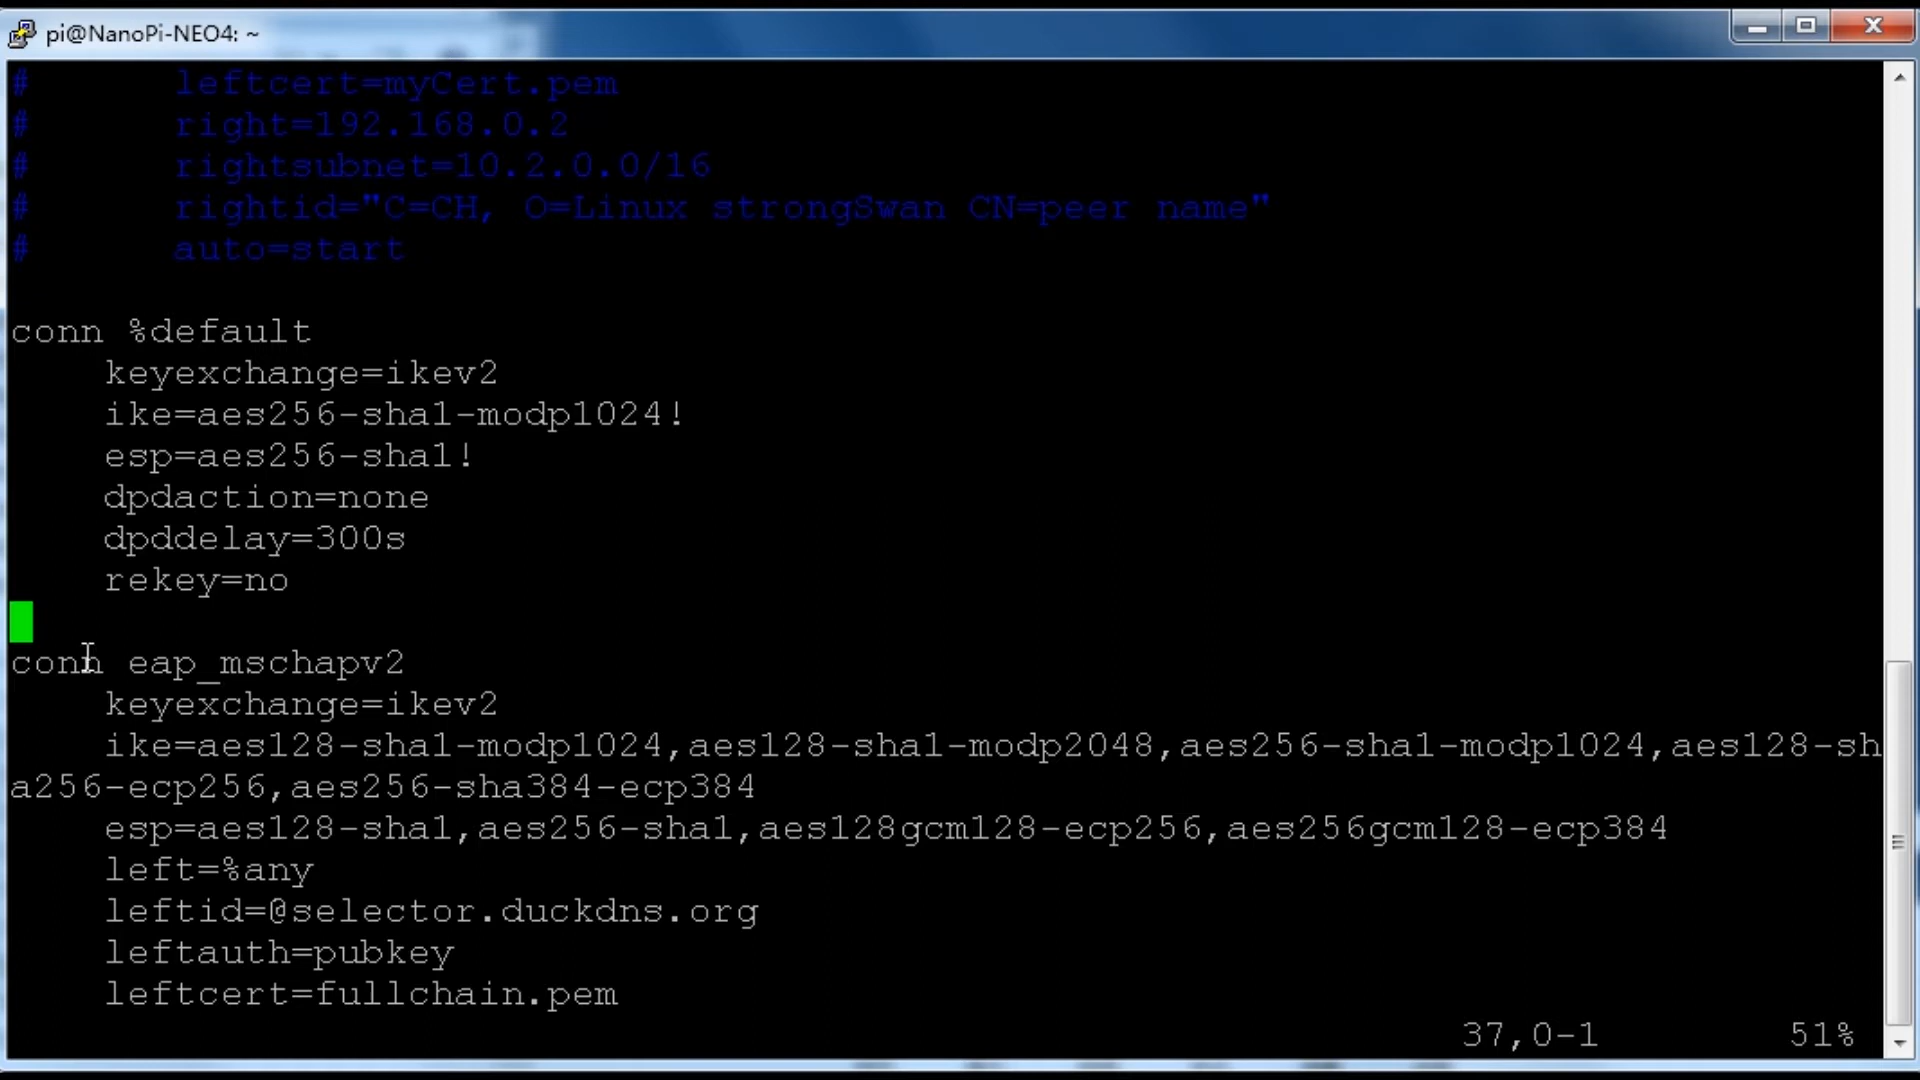 pi@NanoPi-NEO4: ~
#       leftcert=myCert.pem
#       right=192.168.0.2
#       rightsubnet=10.2.0.0/16
#       rightid="C=CH, O=Linux strongSwan CN=peer name"
#       auto=start
conn %default
    keyexchange=ikev2
    ike=aes256-sha1-modp1024!
    esp=aes256-sha1!
    dpdaction=none
    dpddelay=300s
    rekey=no
conn eap_mschapv2
    keyexchange=ikev2
    ike=aes128-sha1-modp1024,aes128-sha1-modp2048,aes256-sha1-modp1024,aes128-sh
a256-ecp256,aes256-sha384-ecp384
    esp=aes128-sha1,aes256-sha1,aes128gcm128-ecp256,aes256gcm128-ecp384
    left=%any
    leftid=@selector.duckdns.org
    leftauth=pubkey
    leftcert=fullchain.pem
37,0-1 51%